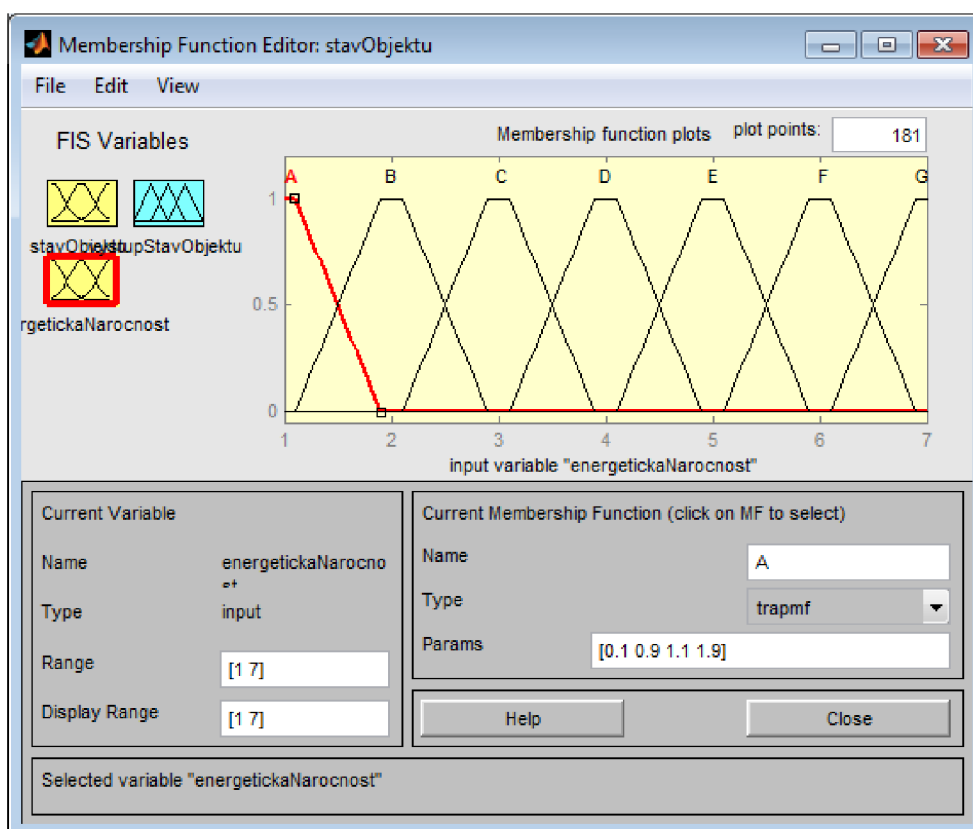 Membership Function Editor: stavObjektu
File Edit View
FIS Variables
Membership function plots plot points: 181
stavObjektu
vystupStavObjektu
rgetickaNarocnost
A B C D E F G
1
0.5
0
1 2 3 4 5 6 7
input variable "energetickaNarocnost"
Current Variable
Name energetickaNarocno
Type input
Range [1 7]
Display Range [1 7]
Current Membership Function (click on MF to select)
Name A
Type trapmf
Params [0.1 0.9 1.1 1.9]
Help Close
Selected variable "energetickaNarocnost"